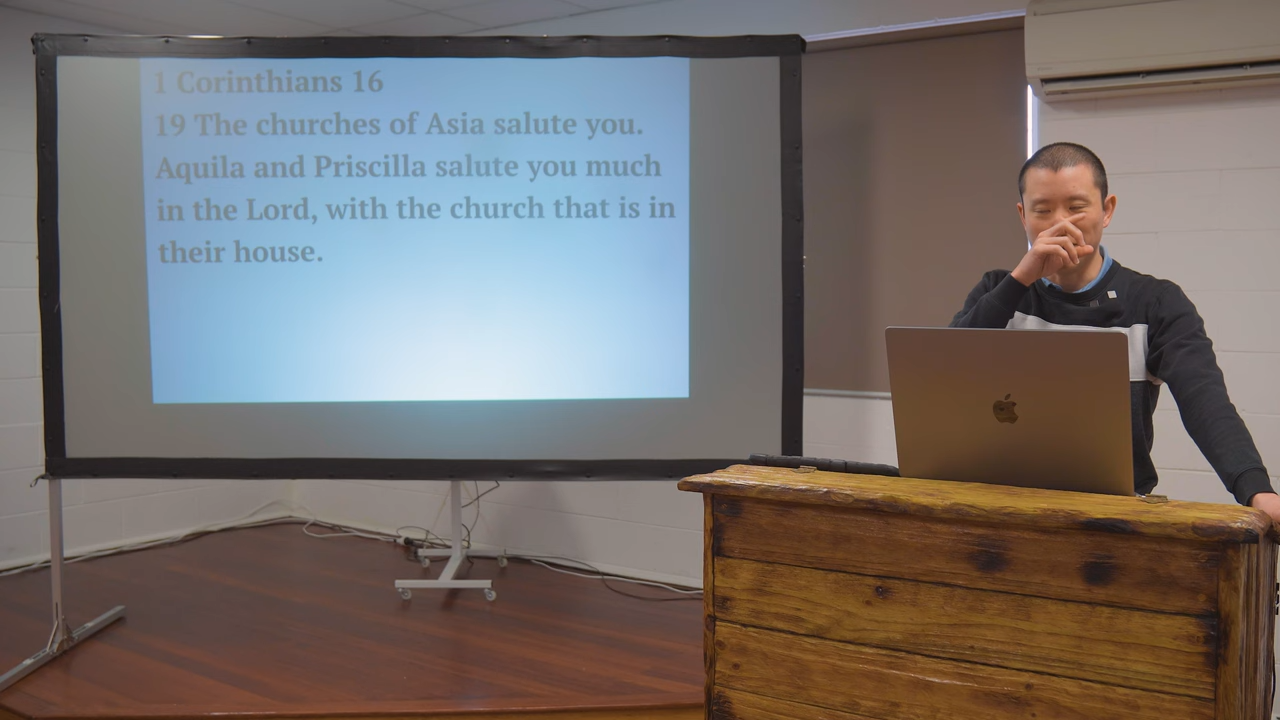 1 Corinthians 16
19 The churches of Asia salute you.
Aquila and Priscilla salute you much
in the Lord, with the church that is in
their house.